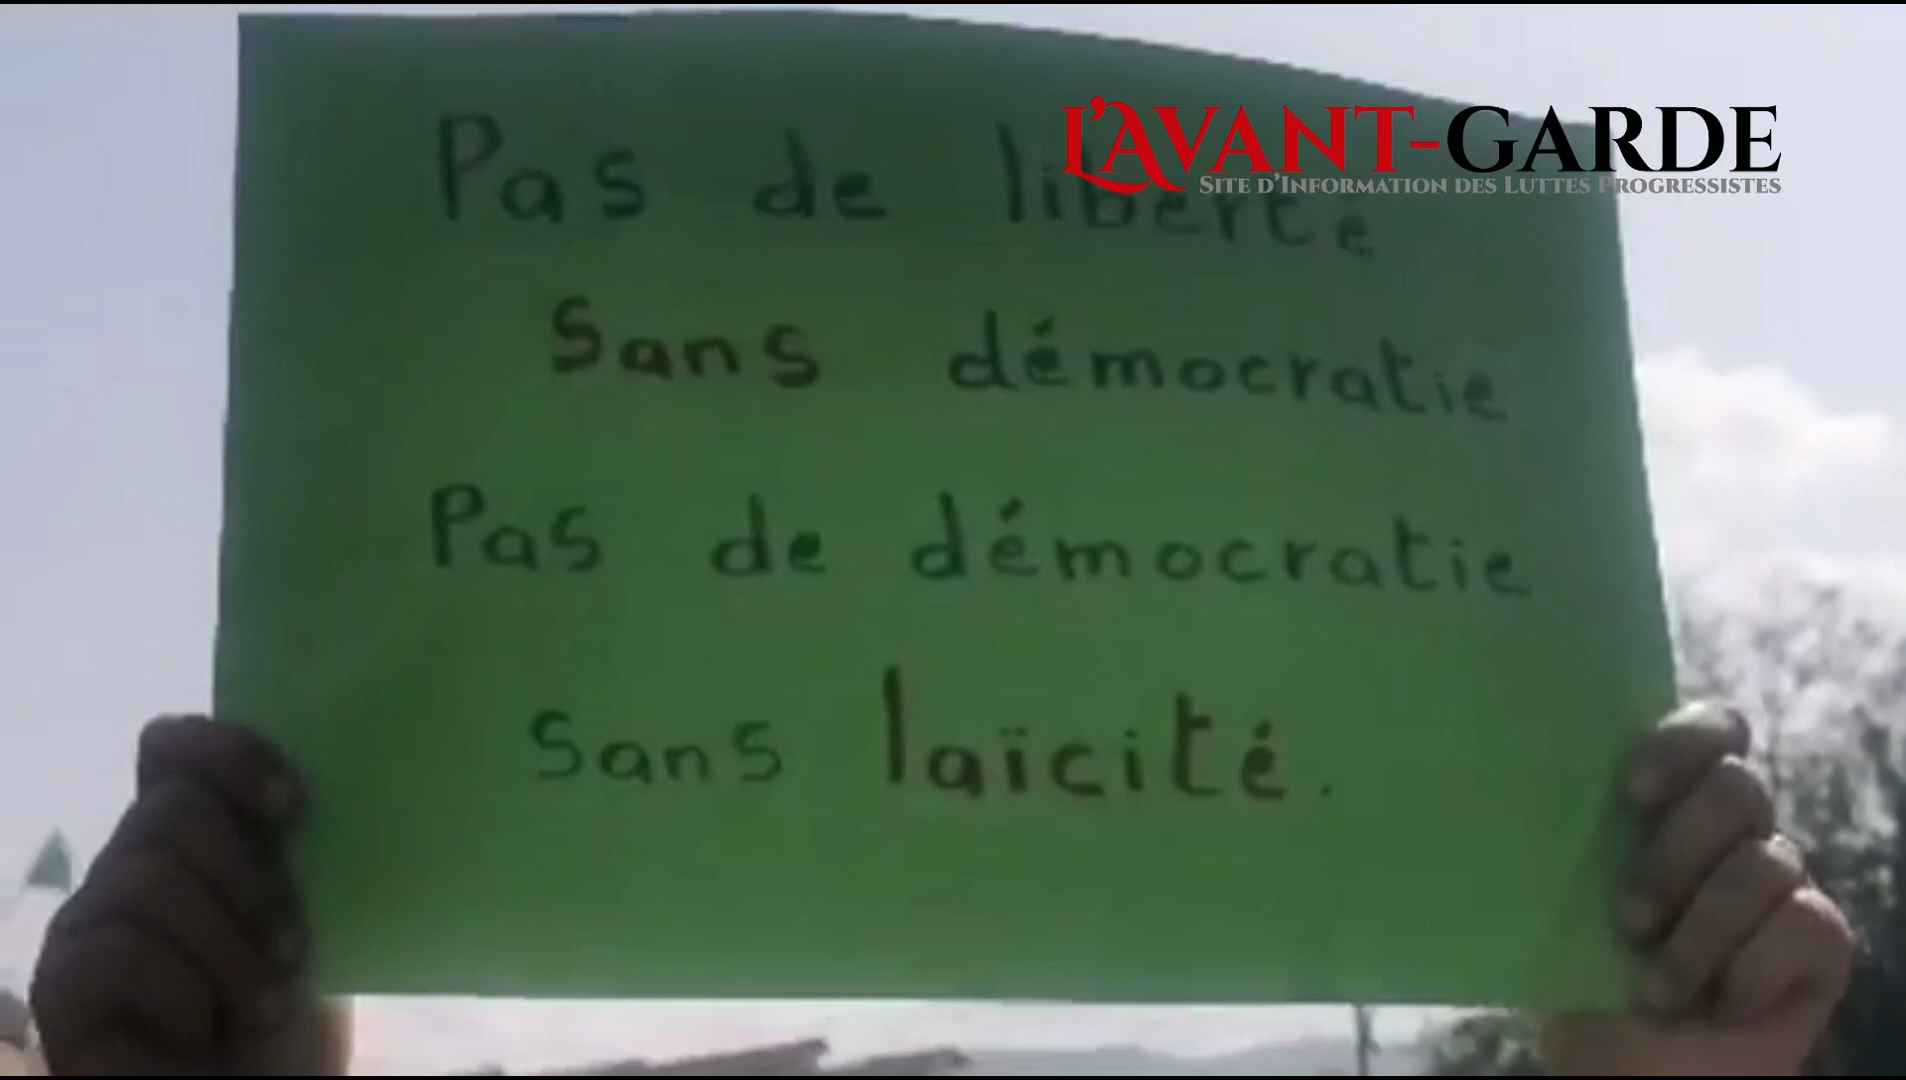 L'AVANT-GARDE
SITE D'INFORMATION DES LUTTES PROGRESSISTES
Pas de liberté
Sans démocratie
Pas de démocratie
Sans laïcité.